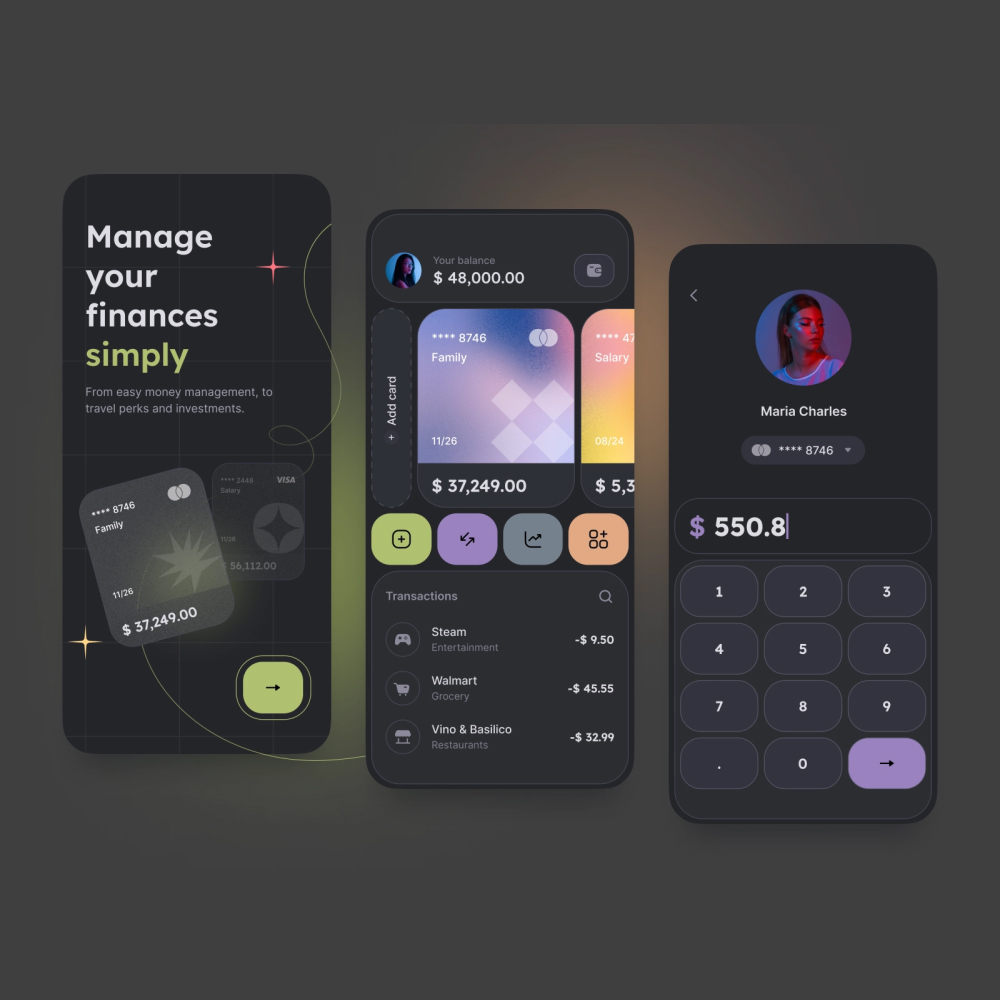 Manage
your
finances
simply
From easy money management, to
travel perks and investments.
**** 8746
Family
11/26
$ 37,249.00
**** 2449
VISA
Salary
11/28
$ 56,112.00
Your balance
$ 48,000.00
+ Add card
**** 8746
Family
11/26
$ 37,249.00
**** 47
Salary
08/24
$ 5,3
Transactions
Steam
Entertainment
-$ 9.50
Walmart
Grocery
-$ 45.55
Vino & Basilico
Restaurants
-$ 32.99
Maria Charles
**** 8746
$ 550.8
1 2 3
4 5 6
7 8 9
. 0